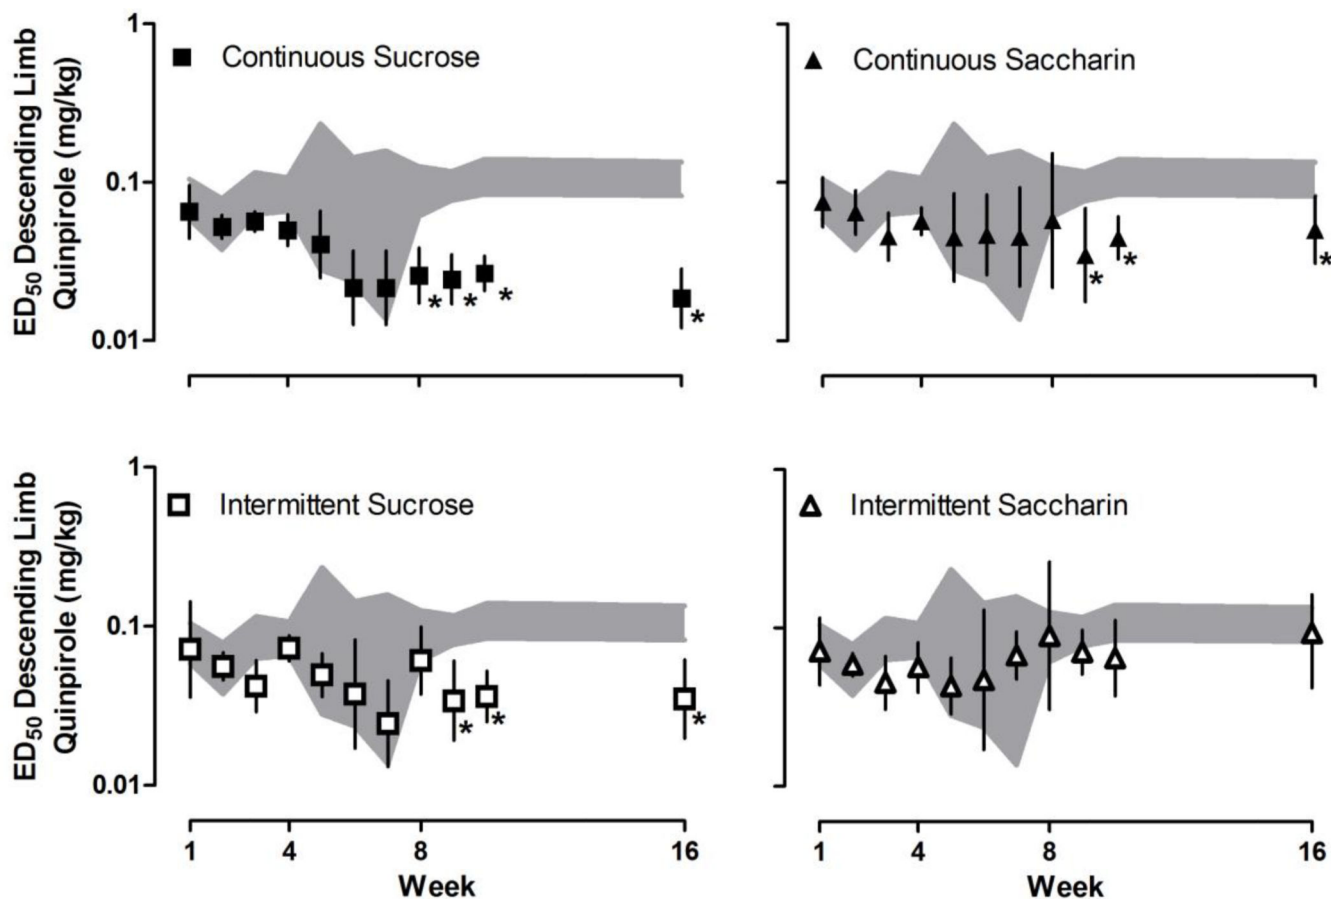 ED50 Descending Limb
Quinpirole (mg/kg)
1
0.1
0.01
Continuous Sucrose
* * *
*
Continuous Saccharin
* *
*
ED50 Descending Limb
Quinpirole (mg/kg)
1
0.1
0.01
Intermittent Sucrose
* *
*
1 4 8 16
Week
Intermittent Saccharin
1 4 8 16
Week